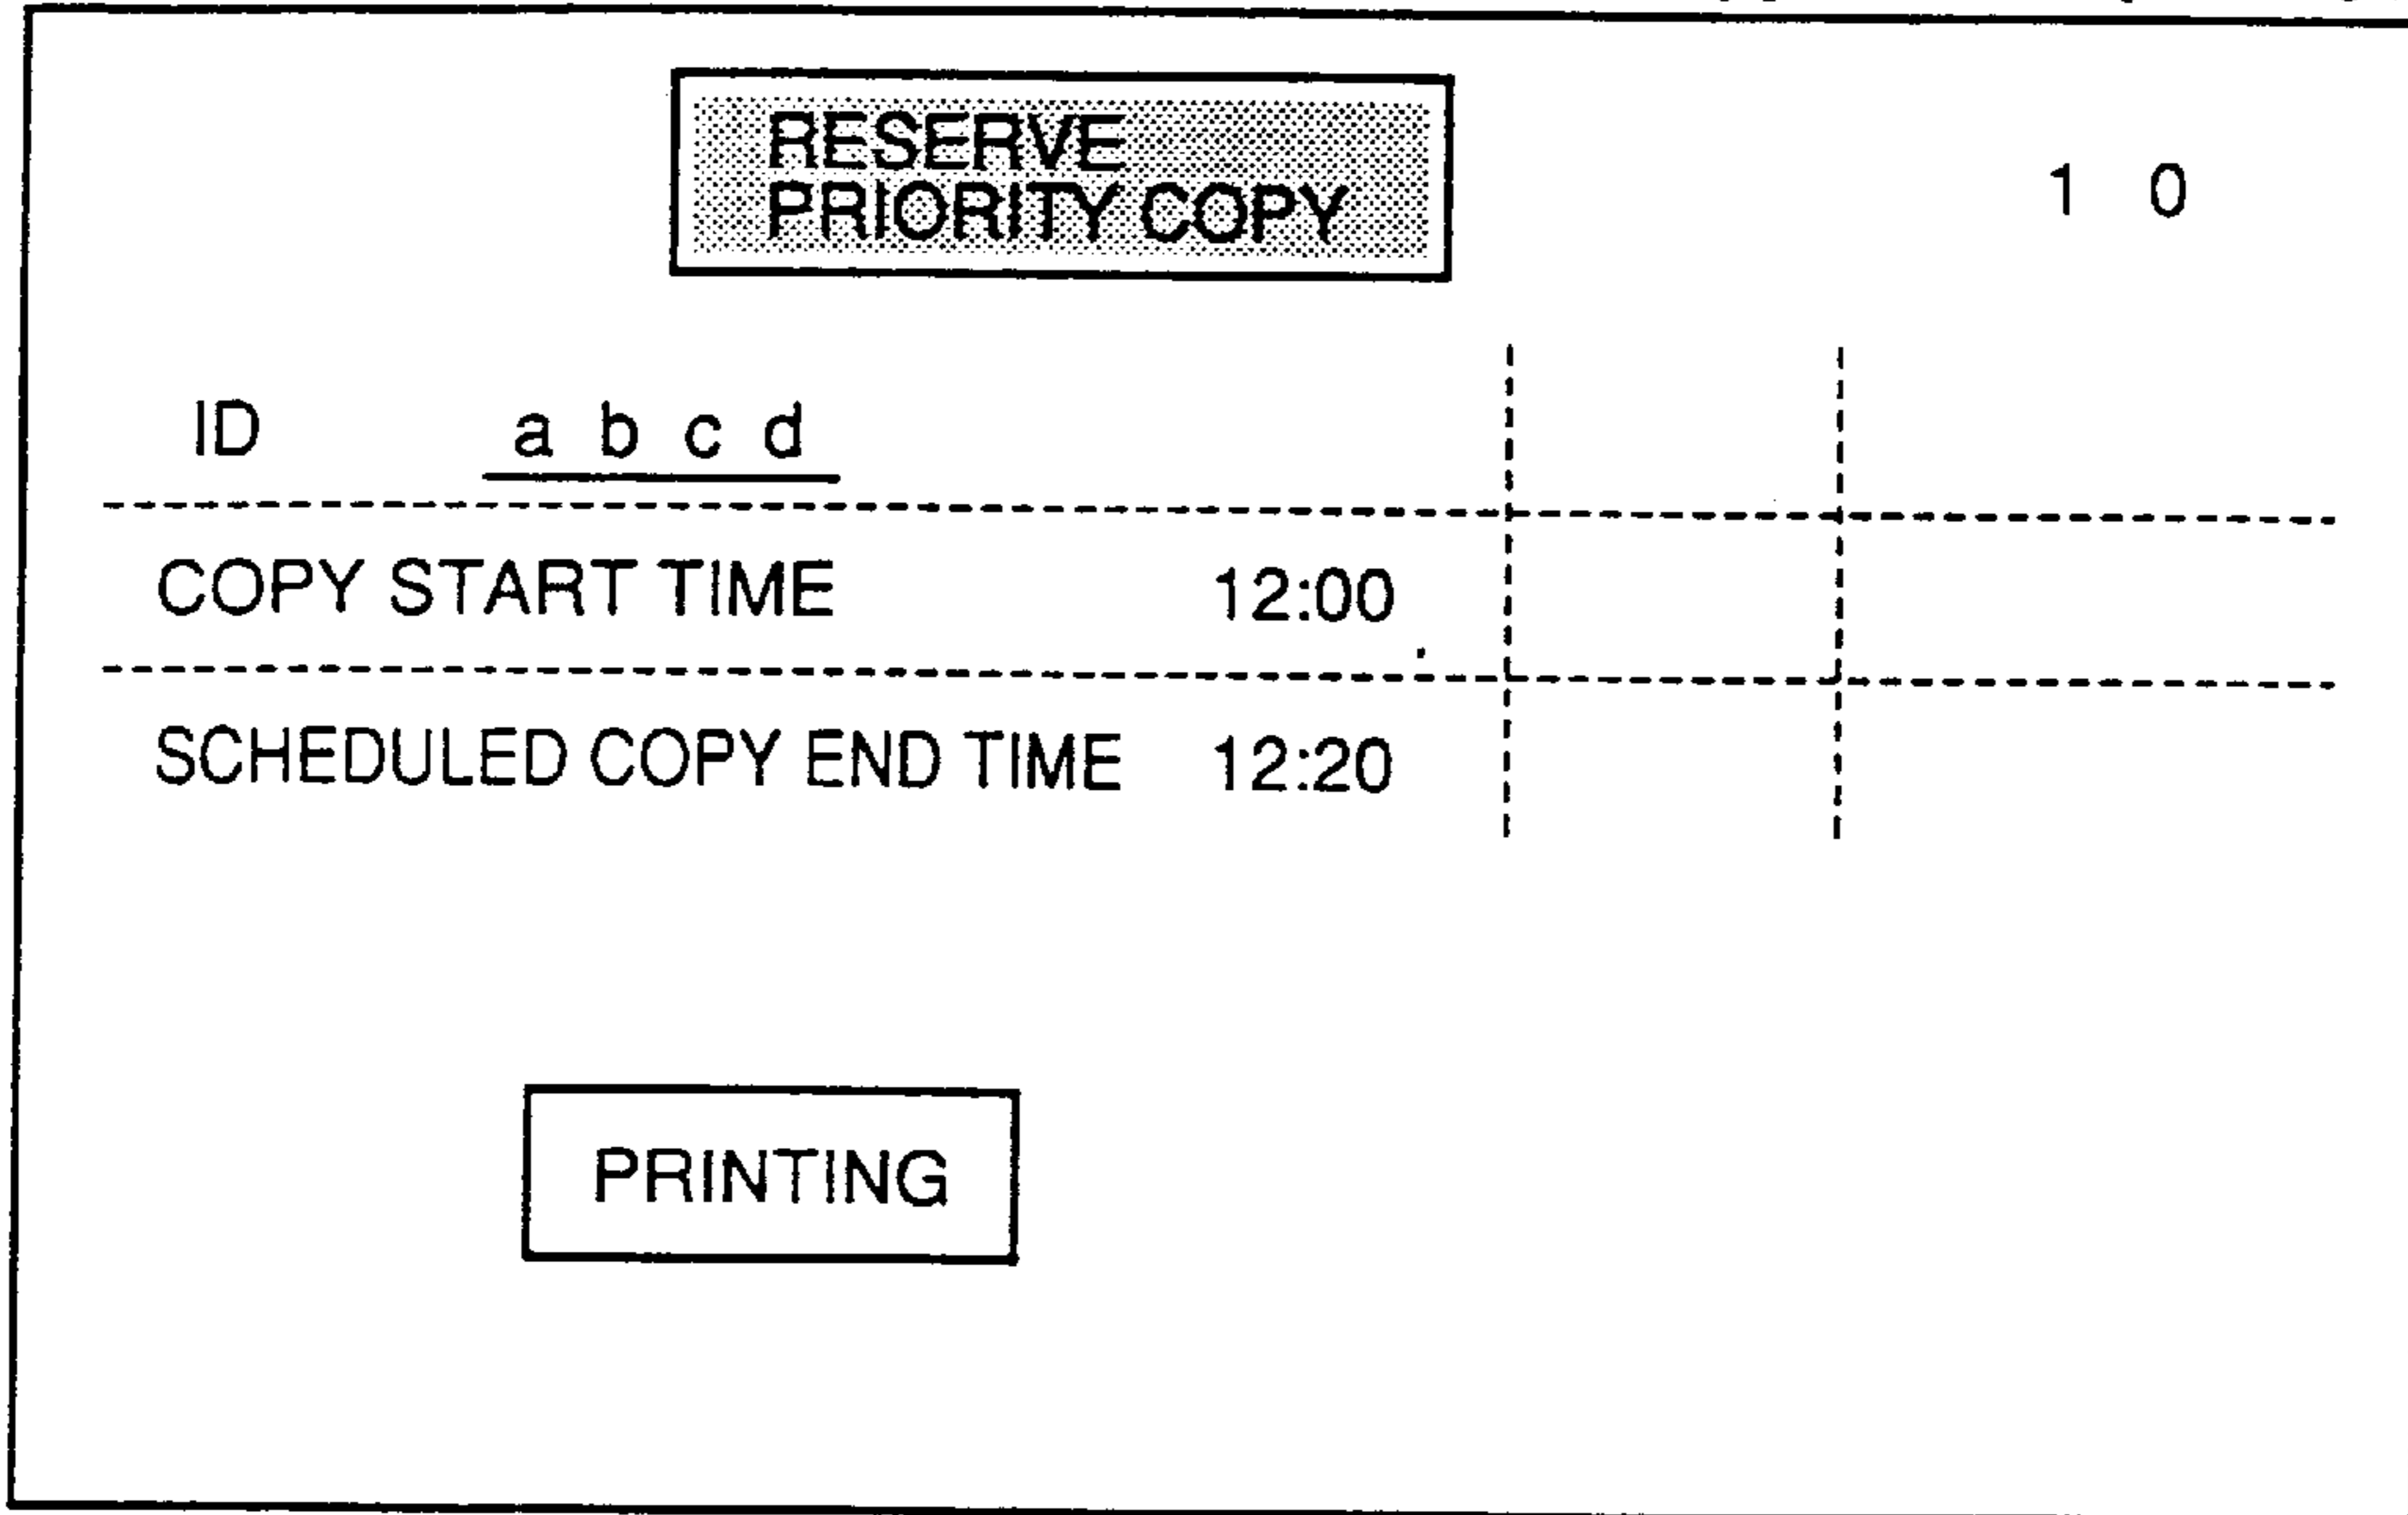 RESERVE
PRIORITY COPY
1 0
ID a b c d
COPY START TIME 12:00
SCHEDULED COPY END TIME 12:20
PRINTING